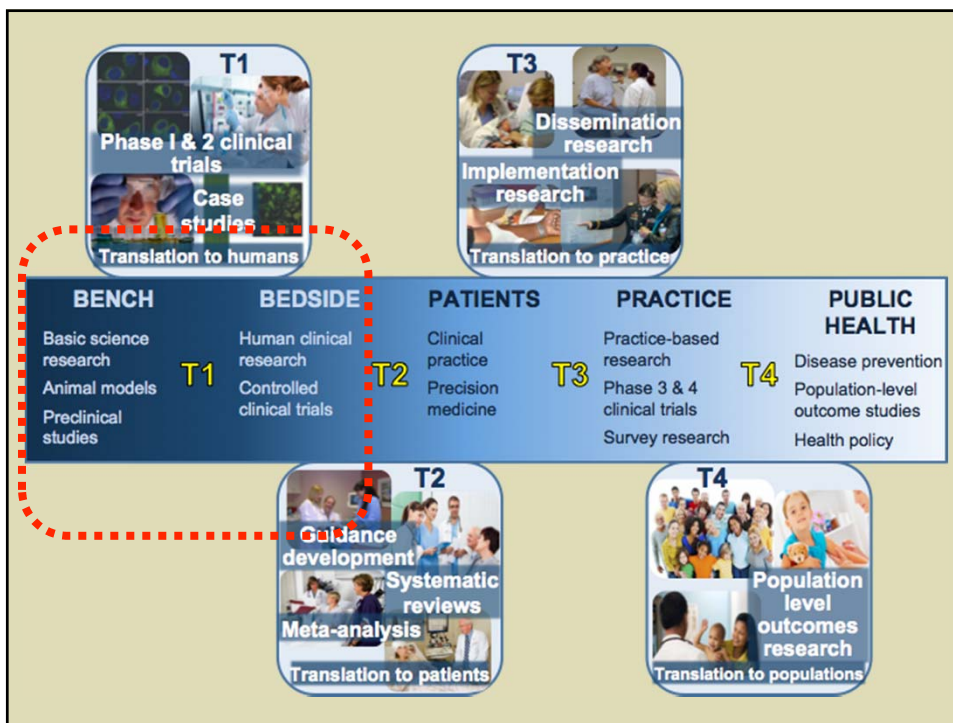 T1
Phase I & 2 clinical
trials
Case
studies
Translation to humans
T3
Dissemination
research
Implementation
research
Translation to practice
BENCH
Basic science
research
Animal models
Preclinical
studies
T1
BEDSIDE
Human clinical
research
Controlled
clinical trials
T2
PATIENTS
Clinical
practice
Precision
medicine
T3
PRACTICE
Practice-based
research
Phase 3 & 4
clinical trials
Survey research
T4
PUBLIC
HEALTH
Disease prevention
Population-level
outcome studies
Health policy
T2
Guidance
development
Systematic
reviews
Meta-analysis
Translation to patients
T4
Population
level
outcomes
research
Translation to populations